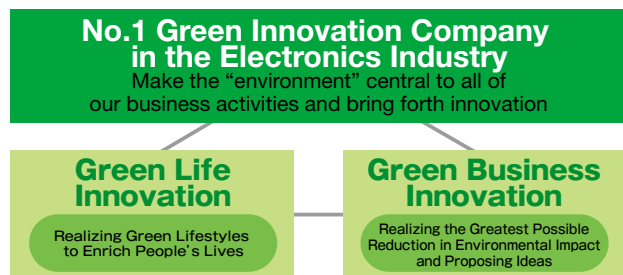 No.1 Green Innovation Company
in the Electronics Industry
Make the “environment” central to all of
our business activities and bring forth innovation
Green Life
Innovation
Realizing Green Lifestyles
to Enrich People’s Lives
Green Business
Innovation
Realizing the Greatest Possible
Reduction in Environmental Impact
and Proposing Ideas